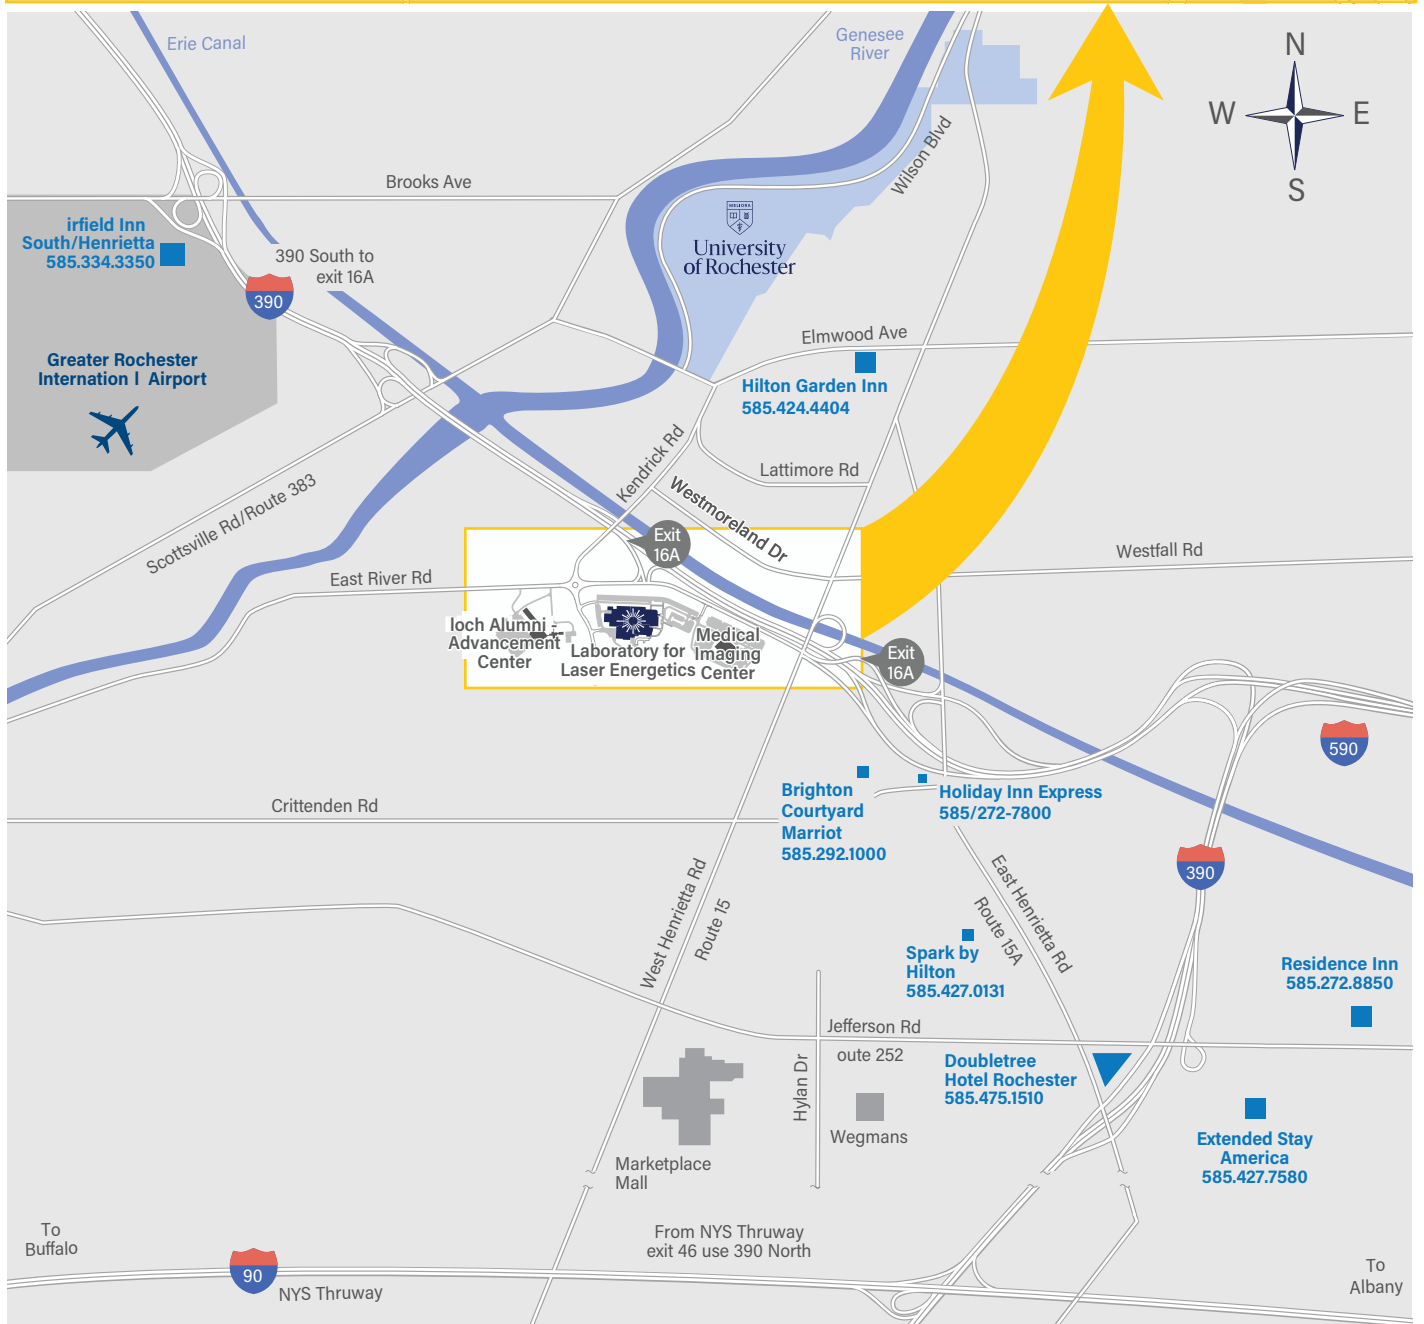 Erie Canal
Genesee
River
N
W
E
S
Wilson Blvd
Brooks Ave
irfield Inn
South/Henrietta
585.334.3350
390 South to
exit 16A
390
MELIORA
University
of Rochester
Elmwood Ave
Greater Rochester
Internation l Airport
Hilton Garden Inn
585.424.4404
Kendrick Rd
Lattimore Rd
Westmoreland Dr
Scottsville Rd/Route 383
Exit
16A
Westfall Rd
East River Rd
loch Alumni -
Advancement
Center
Laboratory for
Laser Energetics
Medical
Imaging
Center
Exit
16A
590
Brighton
Courtyard
Marriot
585.292.1000
Holiday Inn Express
585/272-7800
Crittenden Rd
390
West Henrietta Rd
Route 15
East Henrietta Rd
Route 15A
Spark by
Hilton
585.427.0131
Residence Inn
585.272.8850
Jefferson Rd
oute 252
Hylan Dr
Doubletree
Hotel Rochester
585.475.1510
Wegmans
Extended Stay
America
585.427.7580
Marketplace
Mall
To
Buffalo
From NYS Thruway
exit 46 use 390 North
90
NYS Thruway
To
Albany